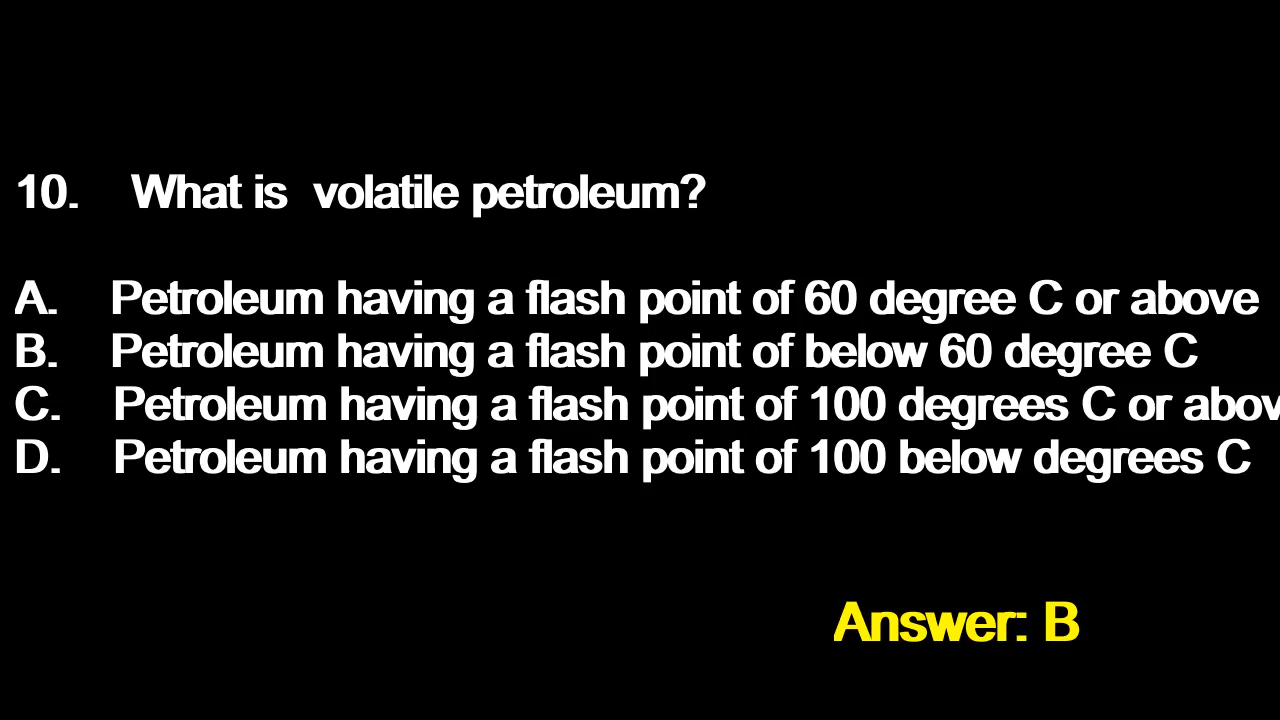 10. What is volatile petroleum?
A. Petroleum having a flash point of 60 degree C or above
B. Petroleum having a flash point of below 60 degree C
C. Petroleum having a flash point of 100 degrees C or abov
D. Petroleum having a flash point of 100 below degrees C
Answer: B